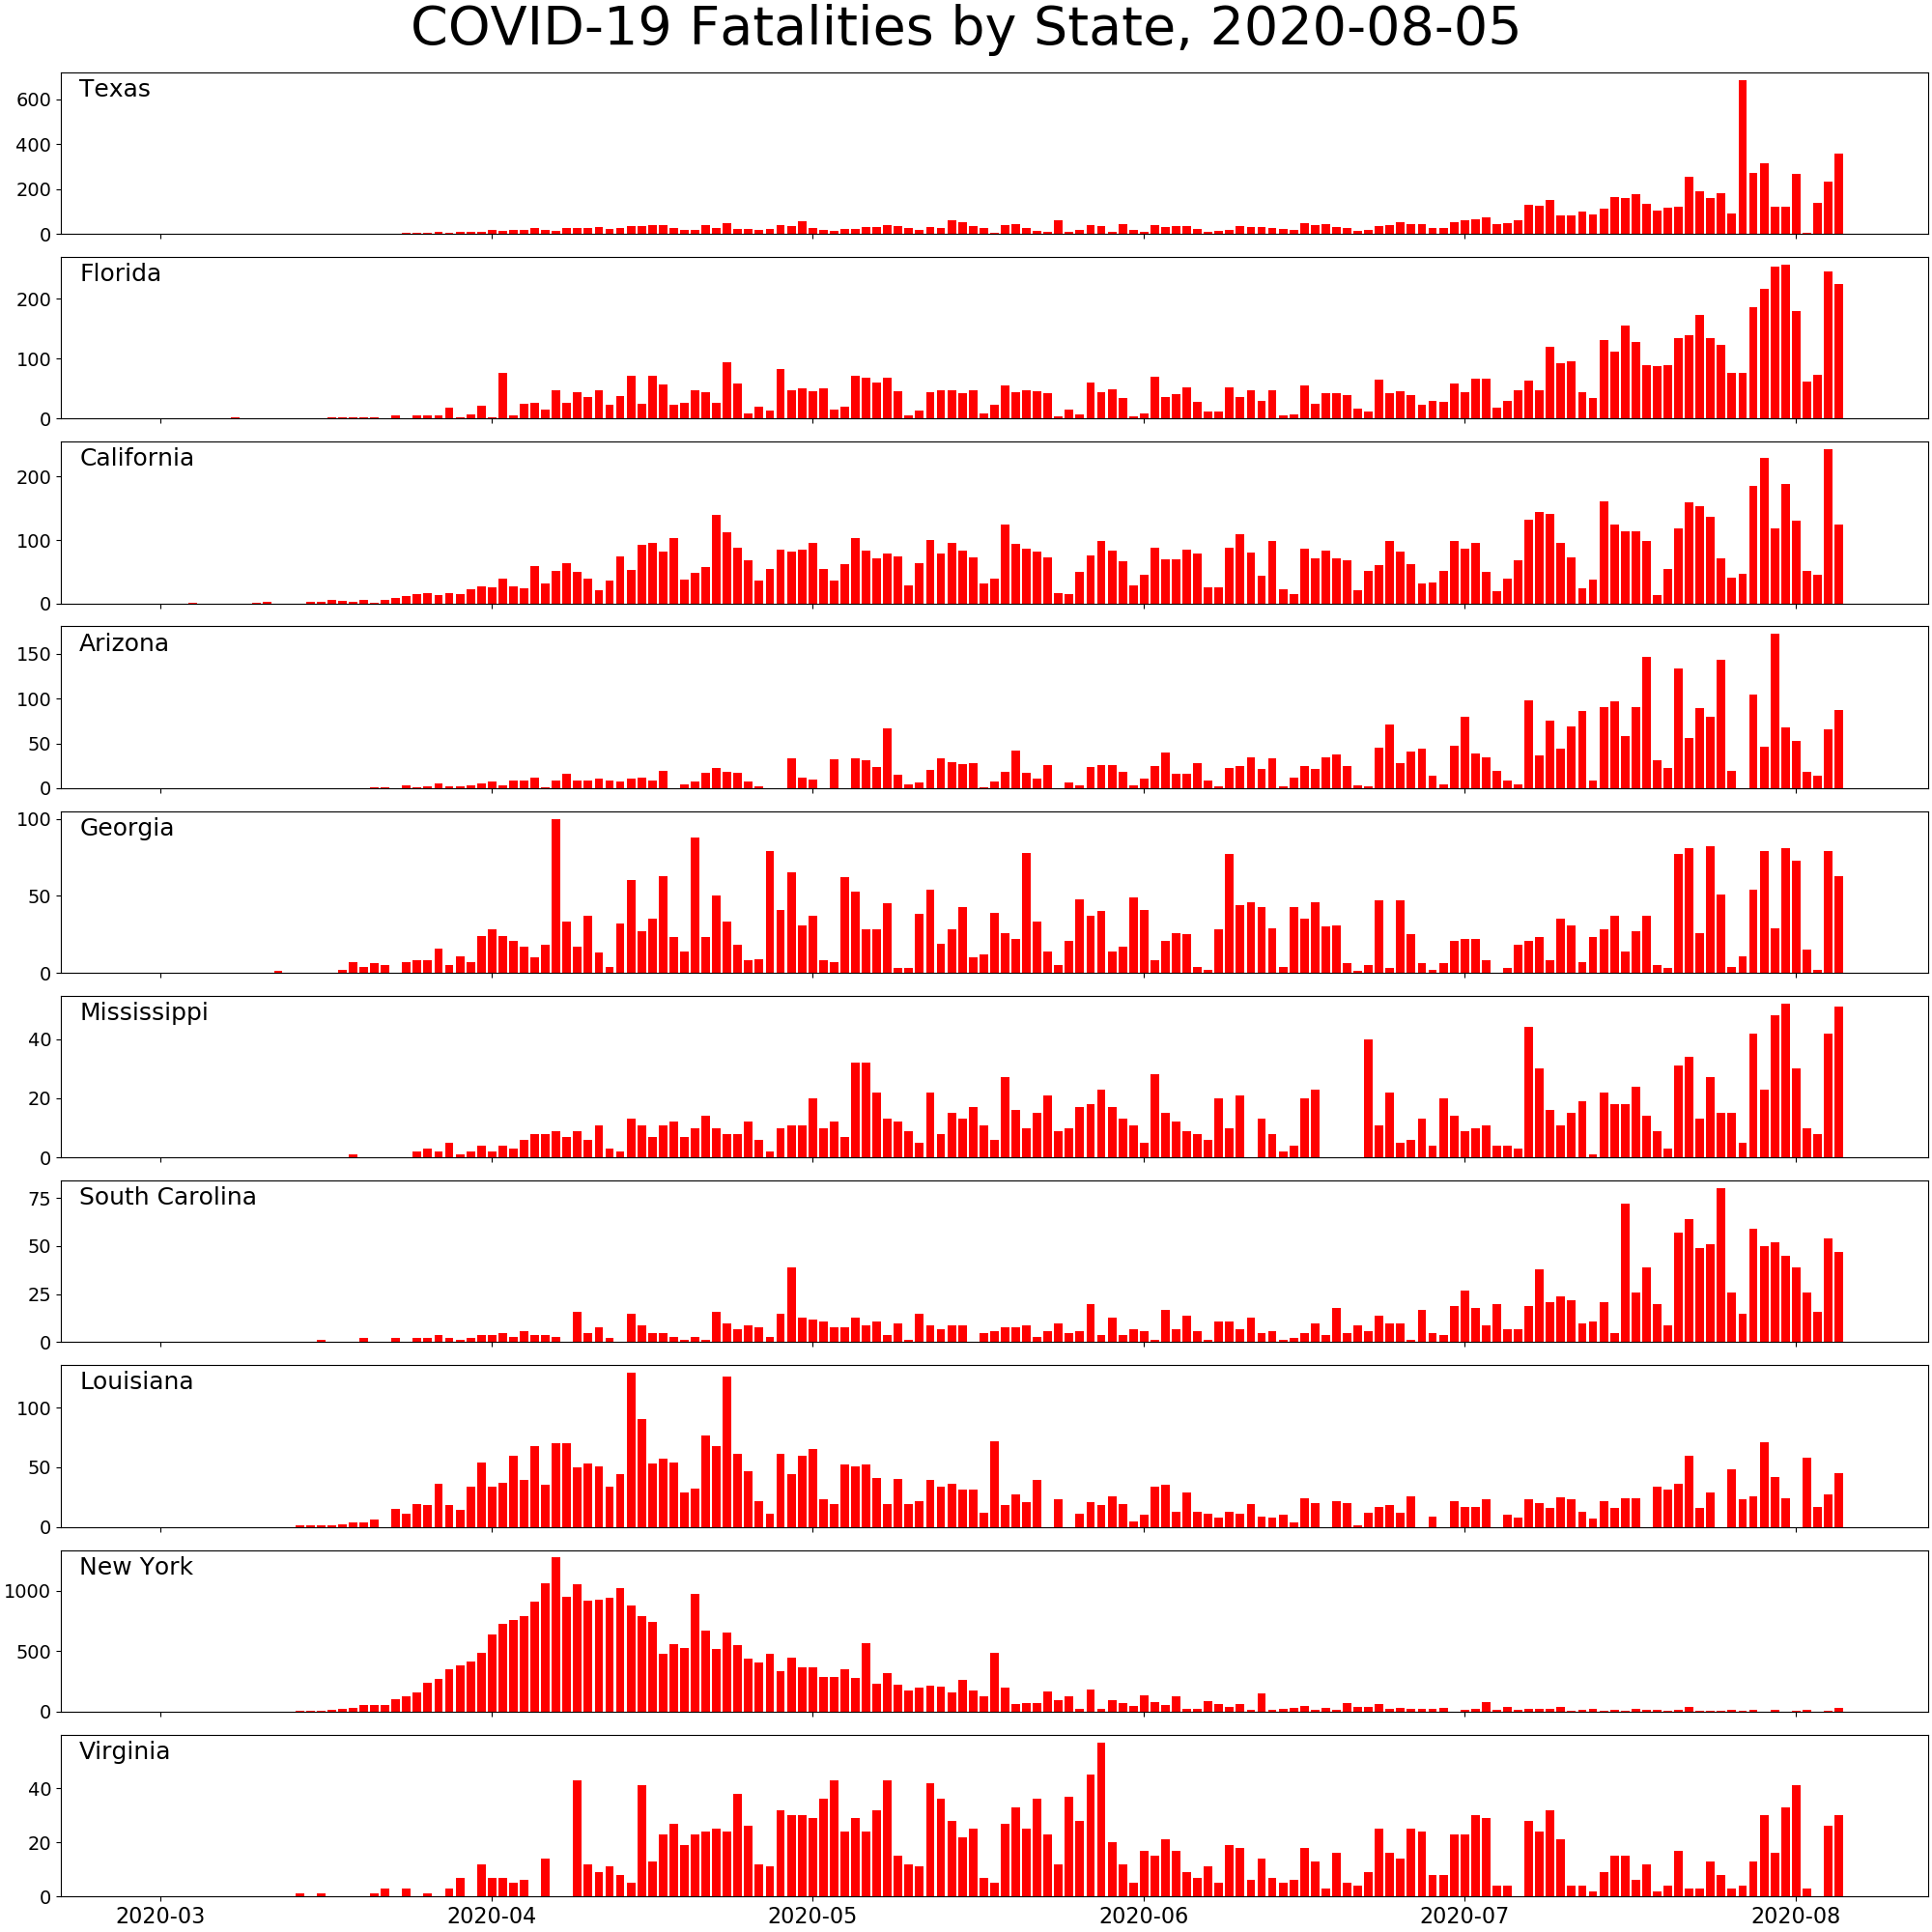 COVID-19 Fatalities by State, 2020-08-05
Texas
600
400
200
0
Florida
200
100
0
California
200
100
0
Arizona
150
100
50
0
Georgia
100
50
0
Mississippi
40
20
0
South Carolina
75
50
25
0
Louisiana
100
50
0
New York
1000
500
0
Virginia
40
20
0
2020-03 2020-04 2020-05 2020-06 2020-07 2020-08